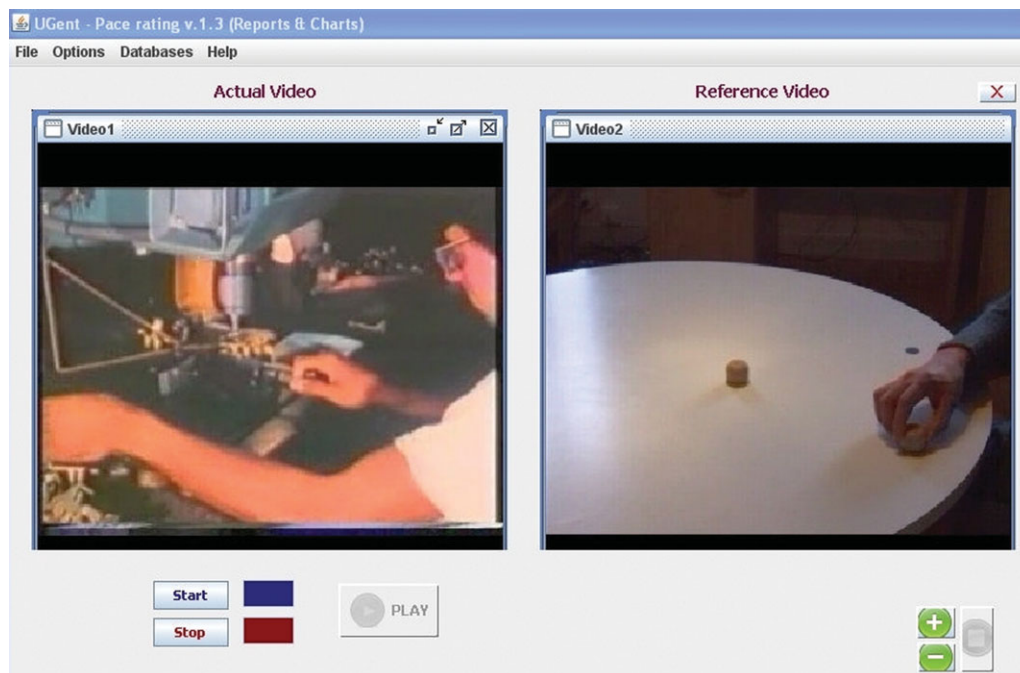 UGent - Pace rating v.1.3 (Reports & Charts)
File Options Databases Help
Actual Video
Reference Video
X
Video1
Video2
Start
PLAY
Stop